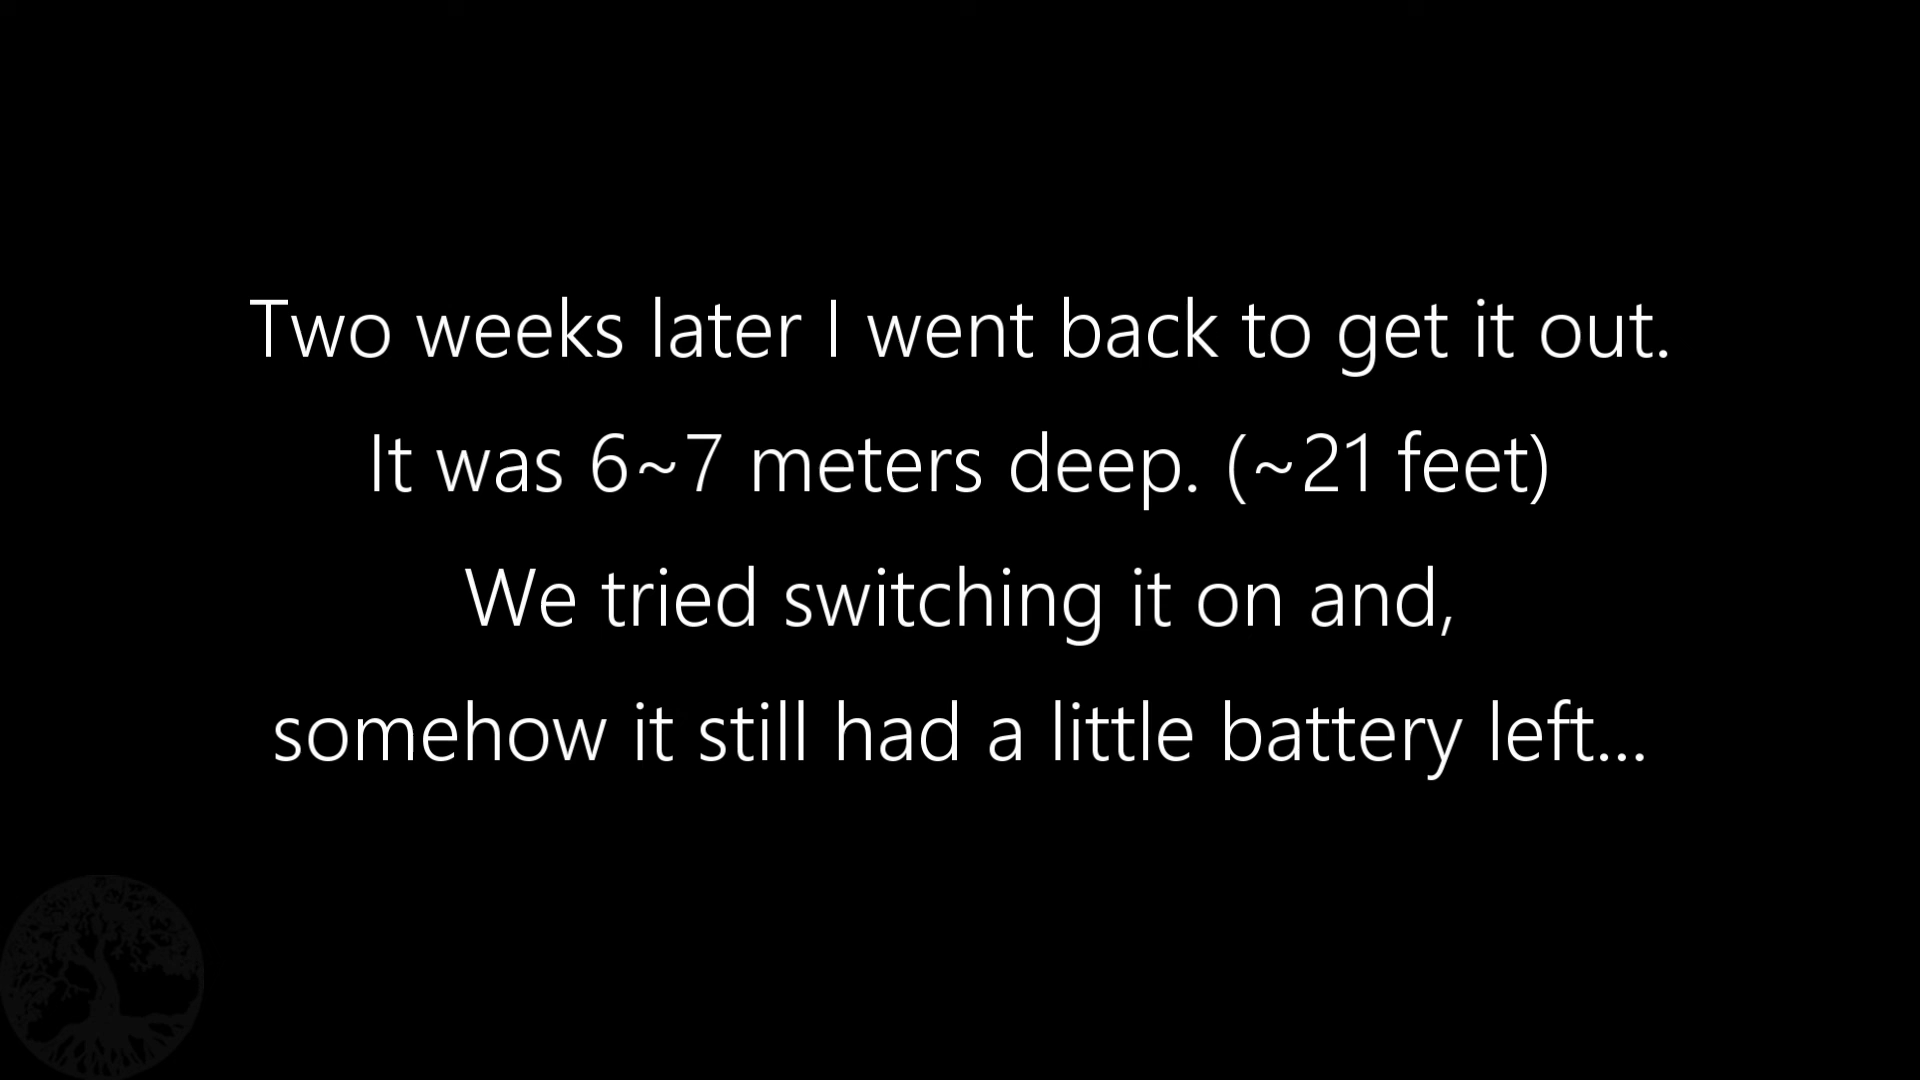 Two weeks later I went back to get it out.
It was 6~7 meters deep. (~21 feet)
We tried switching it on and,
somehow it still had a little battery left...